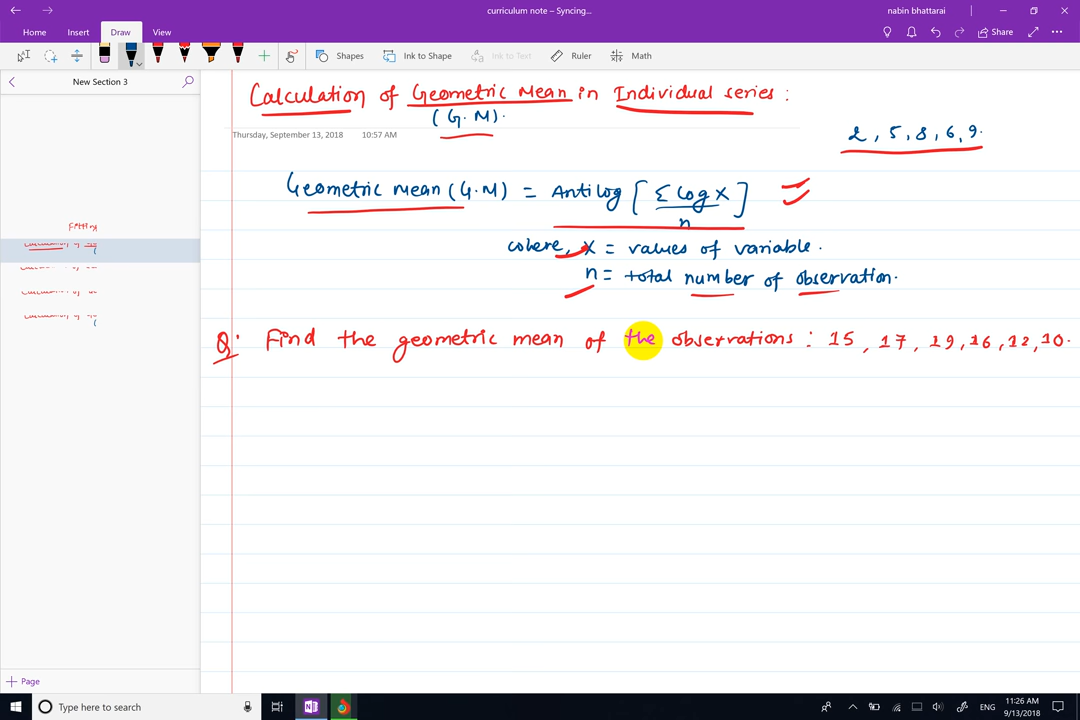 curriculum note – Syncing...
nabin bhattarai
Home Insert Draw View
Share
Shapes Ink to Shape Ink to Text Ruler Math
New Section 3
Calculation of Geometric Mean in Individual series :
(G.M).
Thursday, September 13, 2018 10:57 AM
2, 5, 8, 6, 9.
Geometric mean (G.M) = Antilog [ Σ log X / n ]
where, X = values of variable.
n = total number of observation.
Q: Find the geometric mean of the observations : 15, 17, 19, 16, 12, 10.
Page
Type here to search
ENG
11:26 AM
9/13/2018